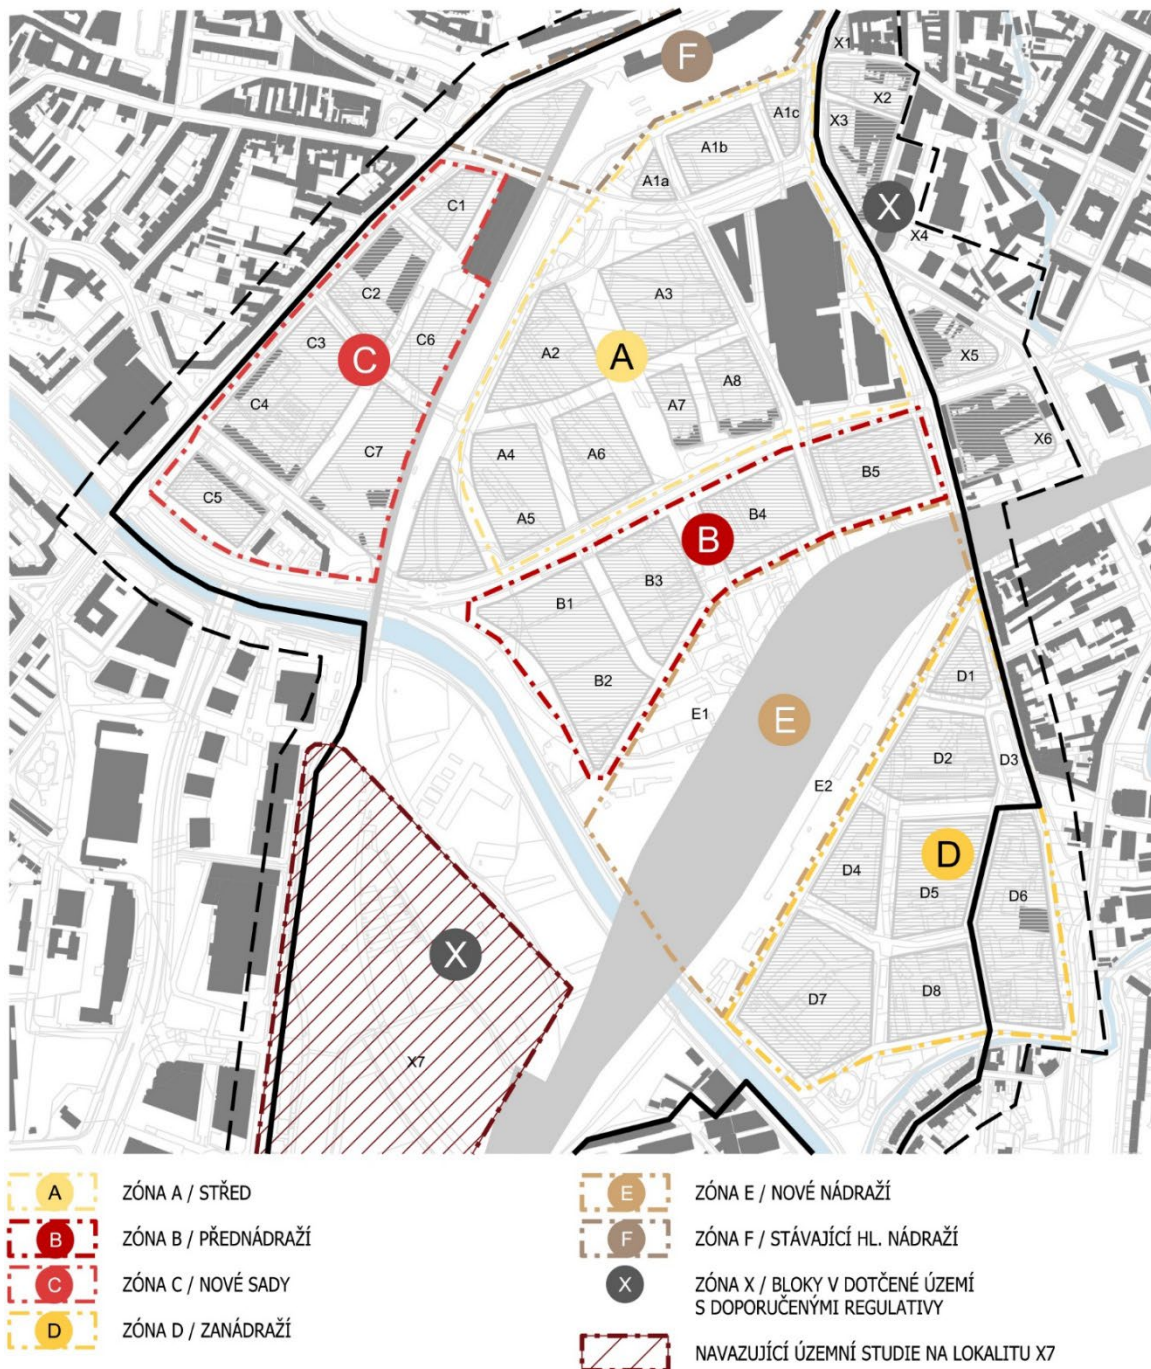 F
X1
X2
X3
A1c
A1b
A1a
X
X4
C1
C2
A3
C6
C3
C
A2
A
A8
X5
A7
C4
X6
C7
A4
A6
B5
C5
A5
B4
B
B3
B1
B2
D1
E1
E
D2
D3
E2
D
D4
D5
D6
X
D7
D8
X7
A ZÓNA A / STŘED
B ZÓNA B / PŘEDNÁDRAŽÍ
C ZÓNA C / NOVÉ SADY
D ZÓNA D / ZANÁDRAŽÍ
E ZÓNA E / NOVÉ NÁDRAŽÍ
F ZÓNA F / STÁVAJÍCÍ HL. NÁDRAŽÍ
X ZÓNA X / BLOKY V DOTČENÉ ÚZEMÍ
S DOPORUČENÝMI REGULATIVY
NAVAZUJÍCÍ ÚZEMNÍ STUDIE NA LOKALITU X7